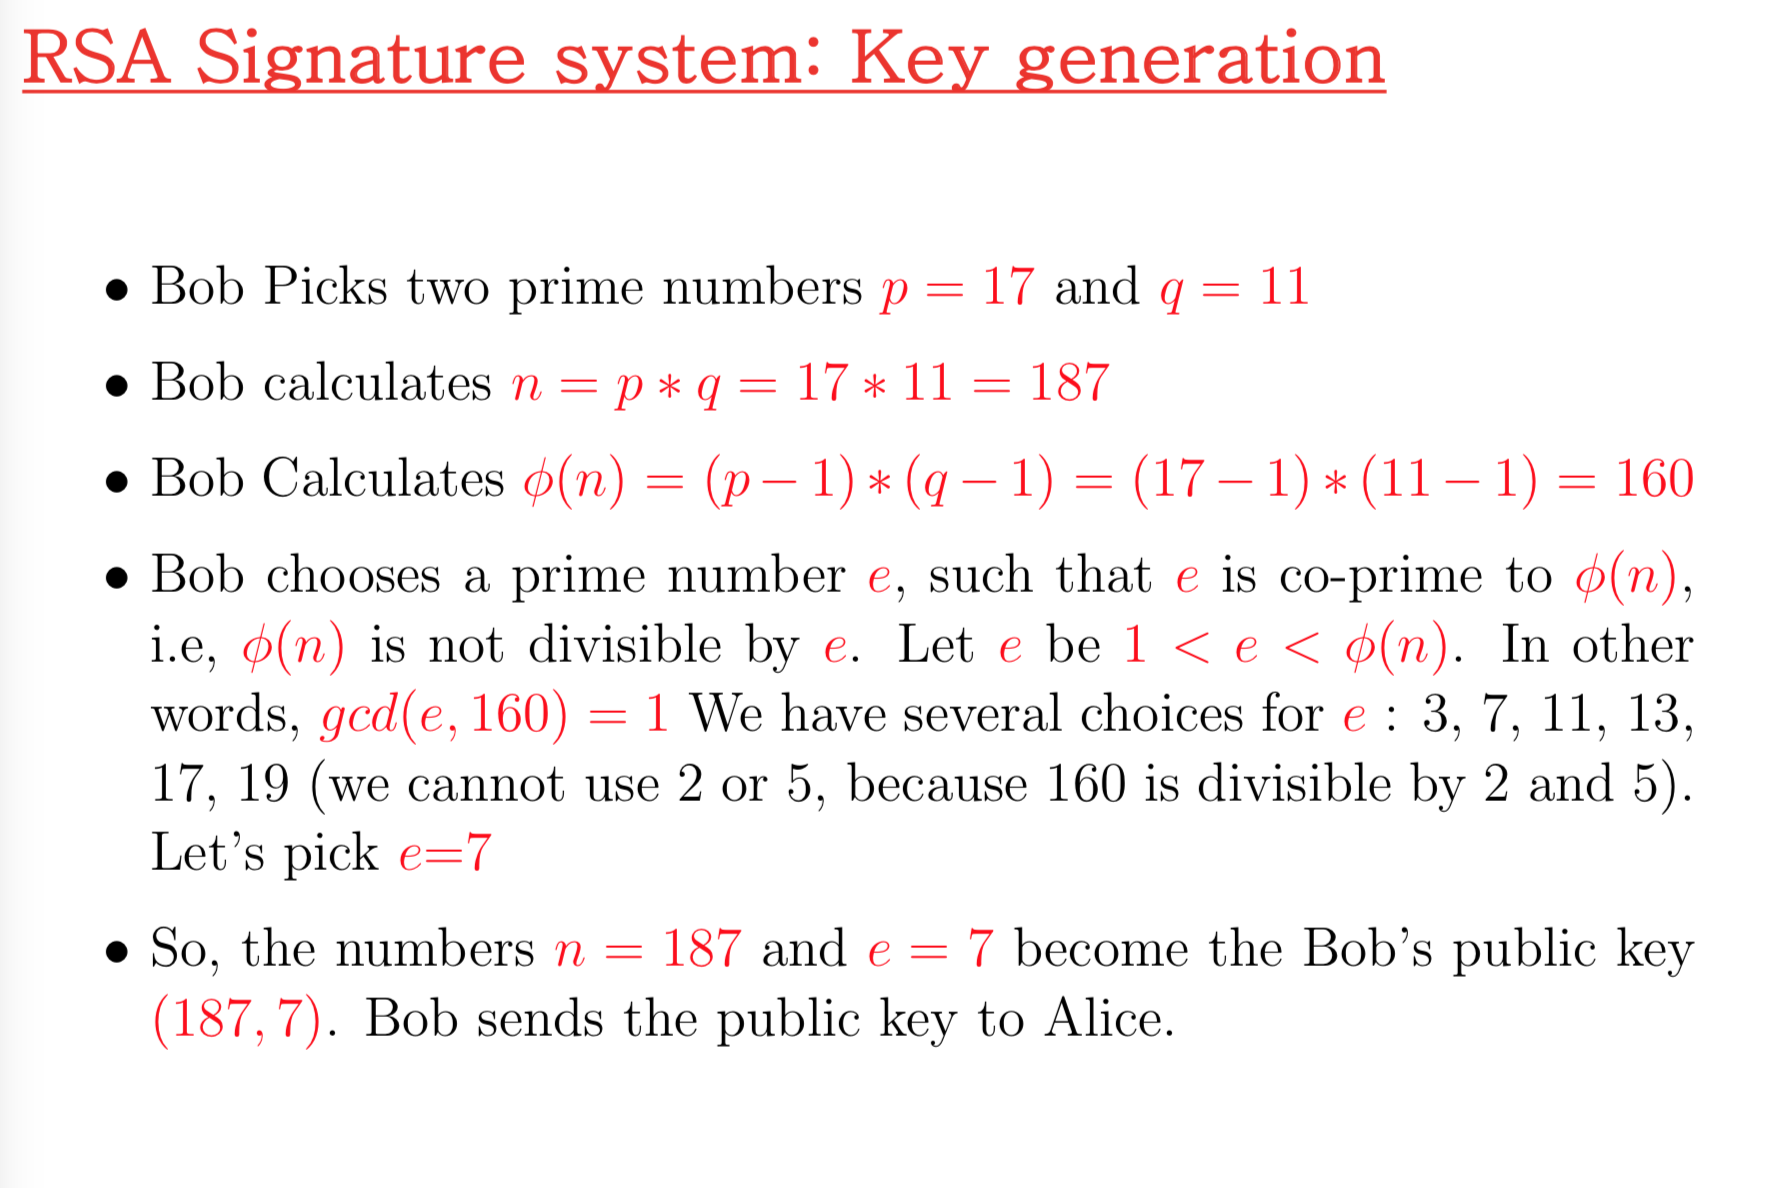 RSA Signature system: Key generation
• Bob Picks two prime numbers p = 17 and q = 11
• Bob calculates n = p ∗ q = 17 ∗ 11 = 187
• Bob Calculates ϕ(n) = (p − 1) ∗ (q − 1) = (17 − 1) ∗ (11 − 1) = 160
• Bob chooses a prime number e, such that e is co-prime to ϕ(n),
i.e, ϕ(n) is not divisible by e. Let e be 1 < e < ϕ(n). In other
words, gcd(e, 160) = 1 We have several choices for e : 3, 7, 11, 13,
17, 19 (we cannot use 2 or 5, because 160 is divisible by 2 and 5).
Let’s pick e=7
• So, the numbers n = 187 and e = 7 become the Bob’s public key
(187, 7). Bob sends the public key to Alice.